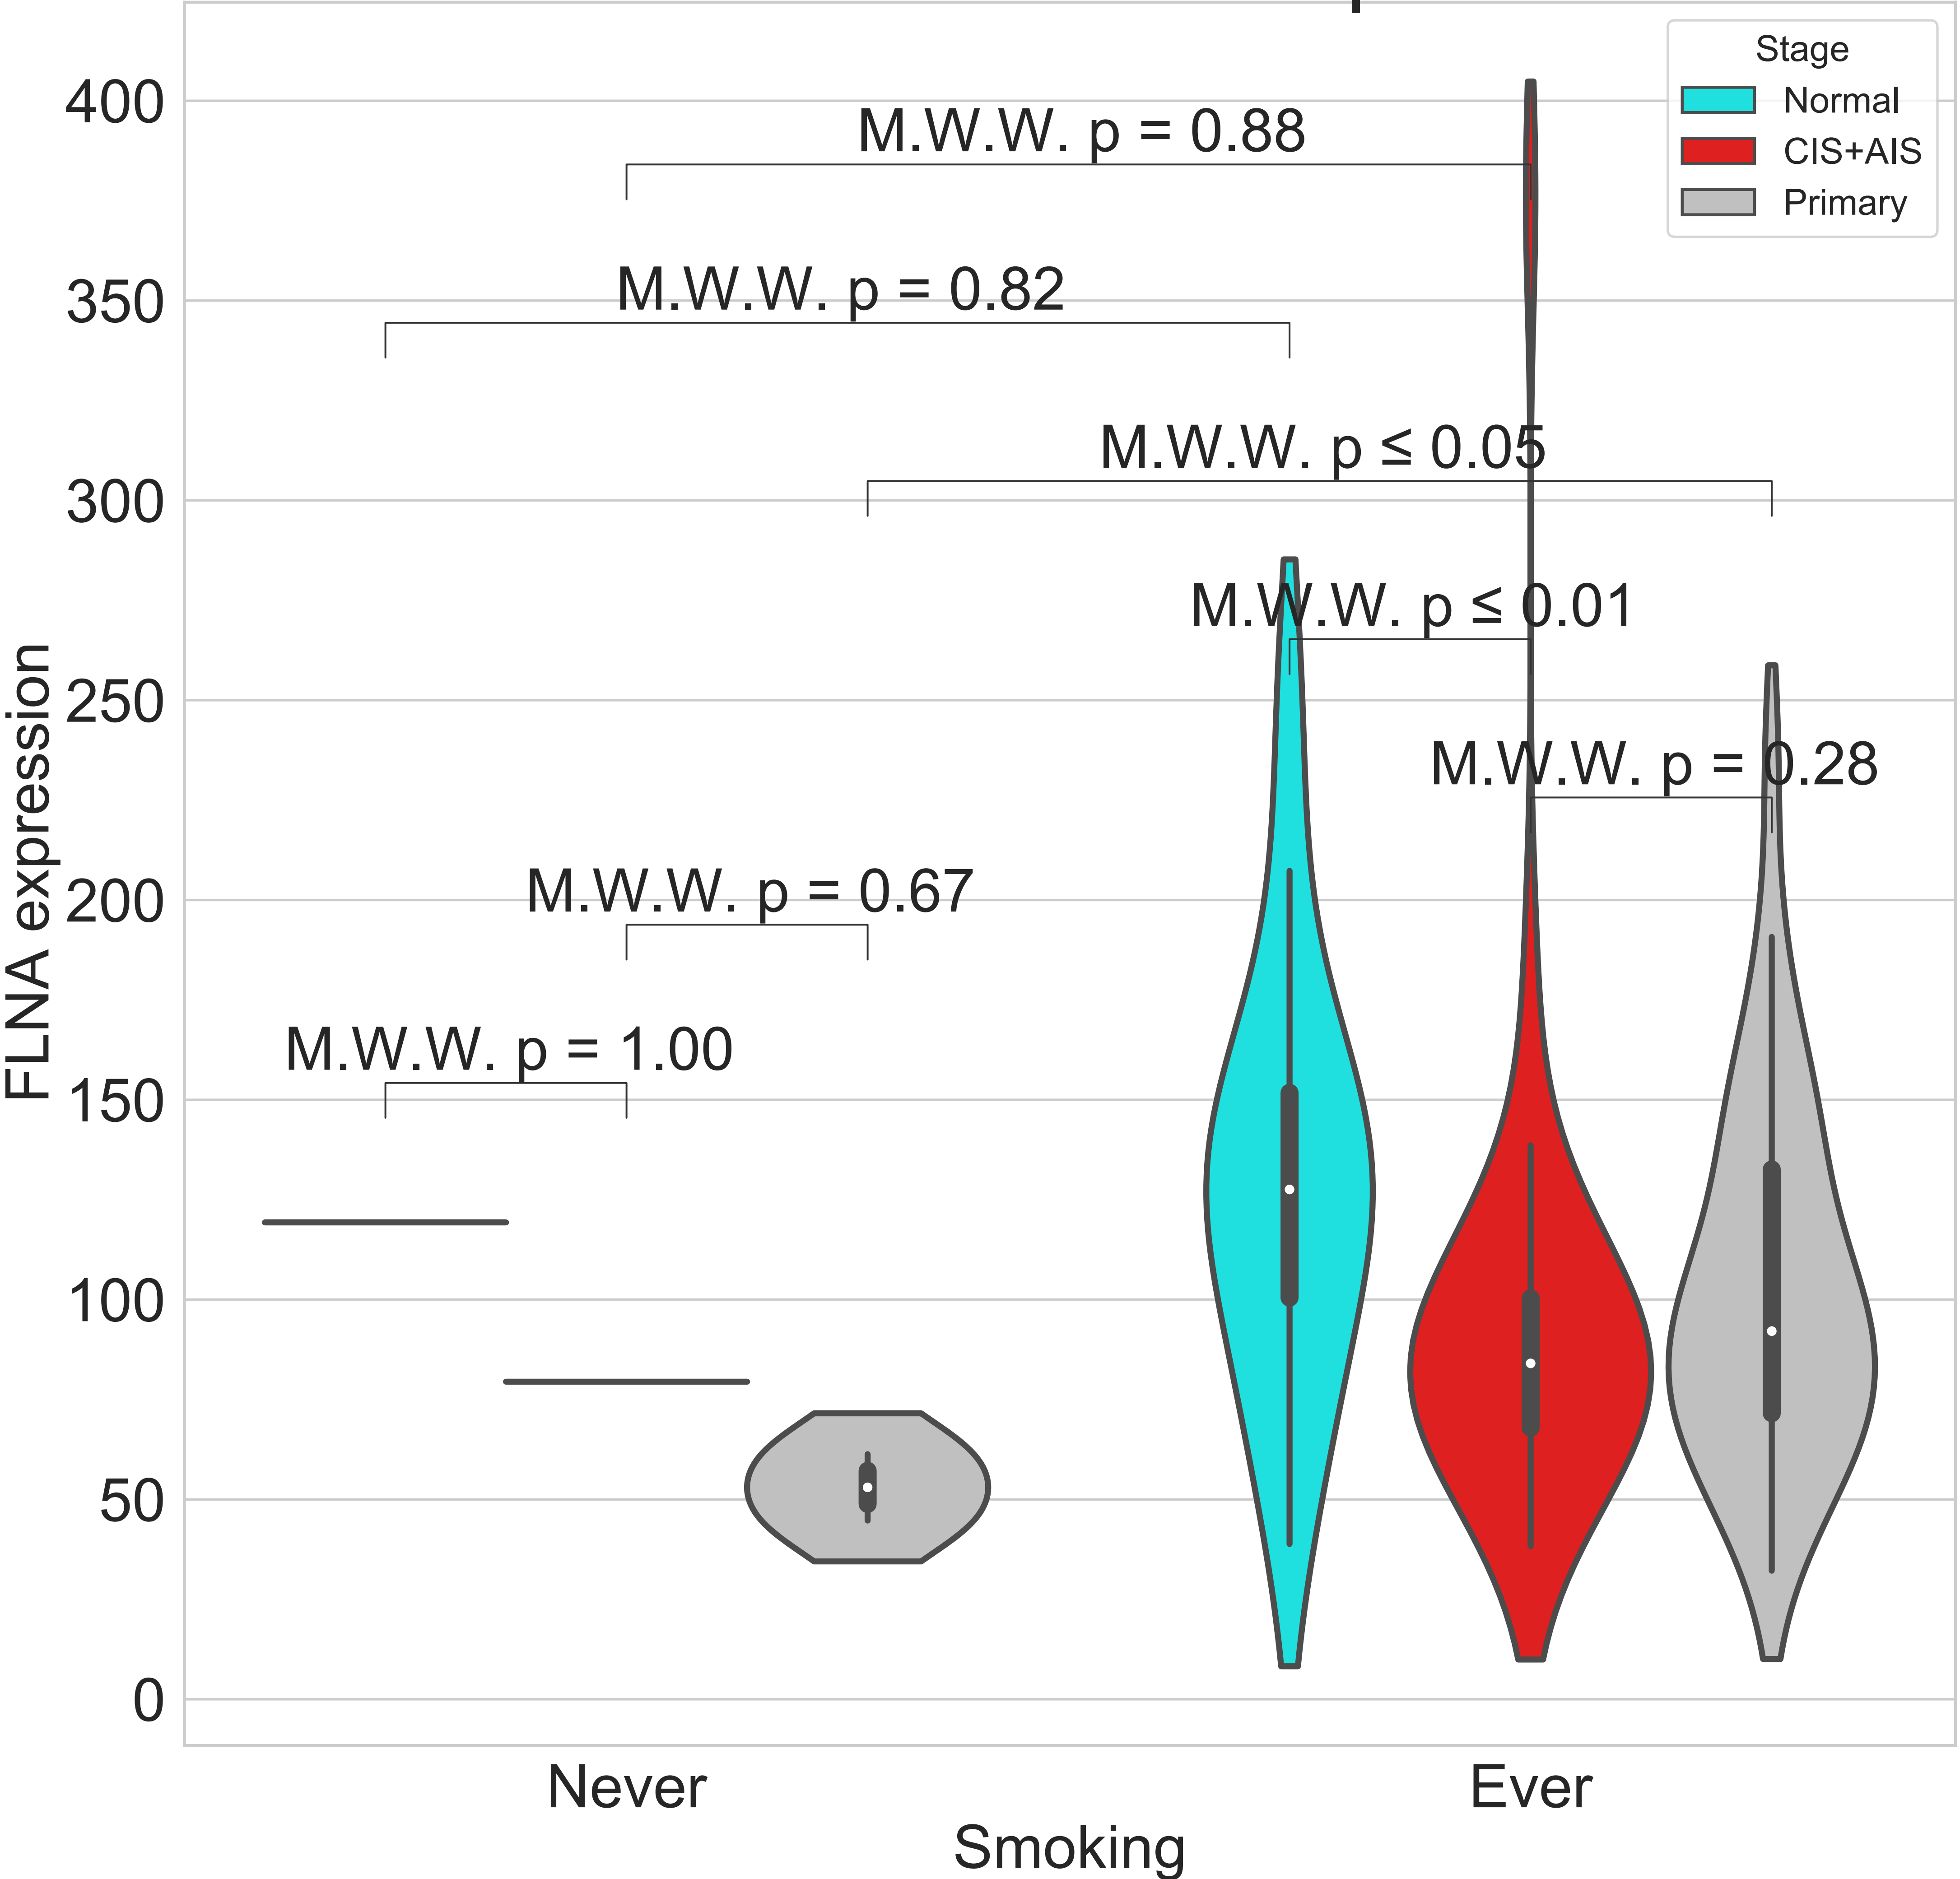 Stage
Normal
CIS+AIS
Primary
400
350
300
250
200
150
100
50
0
FLNA expression
M.W.W. p = 0.88
M.W.W. p = 0.82
M.W.W. p ≤ 0.05
M.W.W. p ≤ 0.01
M.W.W. p = 0.28
M.W.W. p = 0.67
M.W.W. p = 1.00
Never
Ever
Smoking